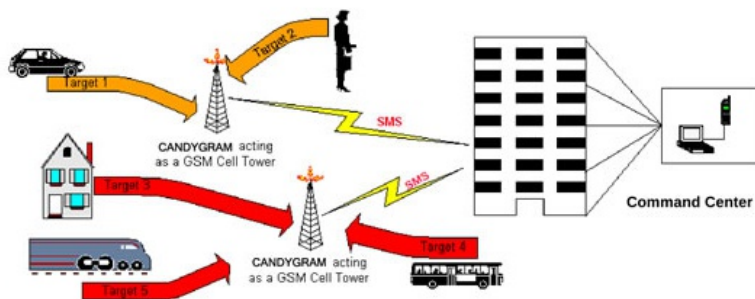 Target 2
Target 1
SMS
CANDYGRAM acting
as a GSM Cell Tower
Target 3
SMS
Command Center
Target 4
CANDYGRAM acting
as a GSM Cell Tower
Target 5